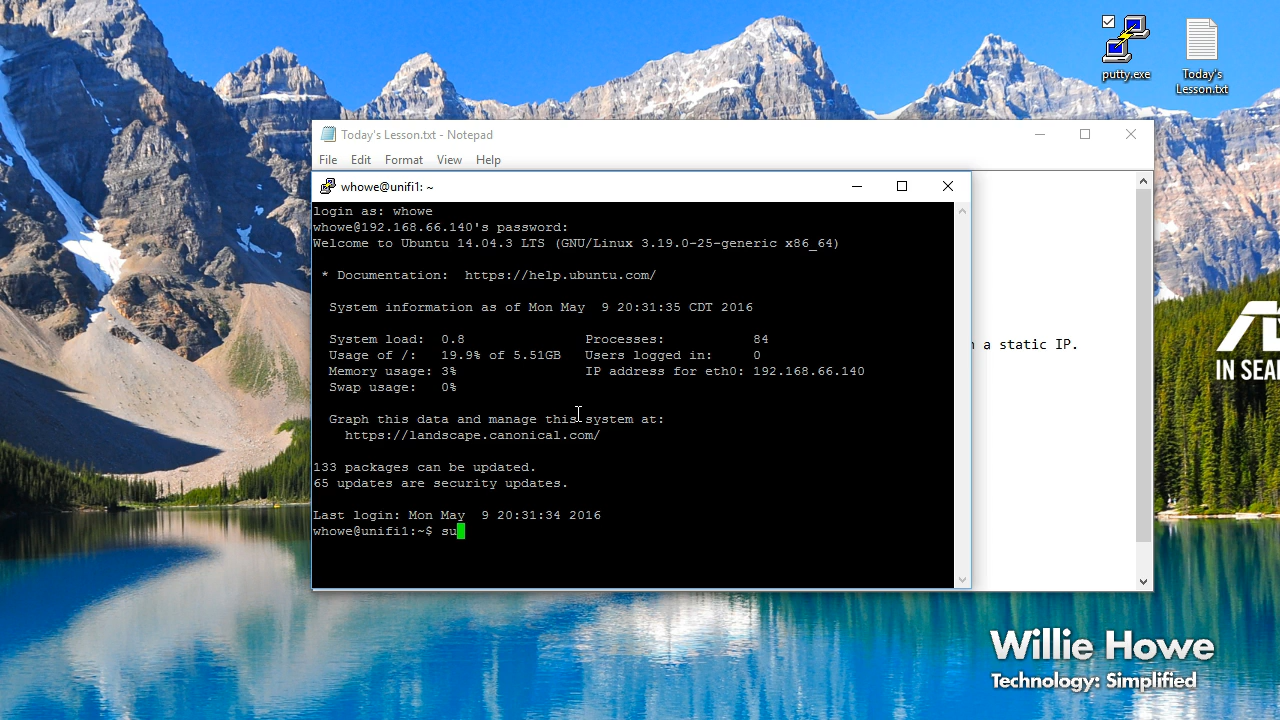 putty.exe
Today's
Lesson.txt
Today's Lesson.txt - Notepad
File Edit Format View Help
whowe@unifi1: ~
login as: whowe
whowe@192.168.66.140's password:
Welcome to Ubuntu 14.04.3 LTS (GNU/Linux 3.19.0-25-generic x86_64)
* Documentation:  https://help.ubuntu.com/
System information as of Mon May  9 20:31:35 CDT 2016
System load:  0.8 Processes: 84
Usage of /:   19.9% of 5.51GB Users logged in: 0
Memory usage: 3% IP address for eth0: 192.168.66.140
Swap usage:   0%
Graph this data and manage this system at:
https://landscape.canonical.com/
133 packages can be updated.
65 updates are security updates.
Last login: Mon May  9 20:31:34 2016
whowe@unifi1:~$ su
a static IP.
IN SEA
Willie Howe
Technology: Simplified